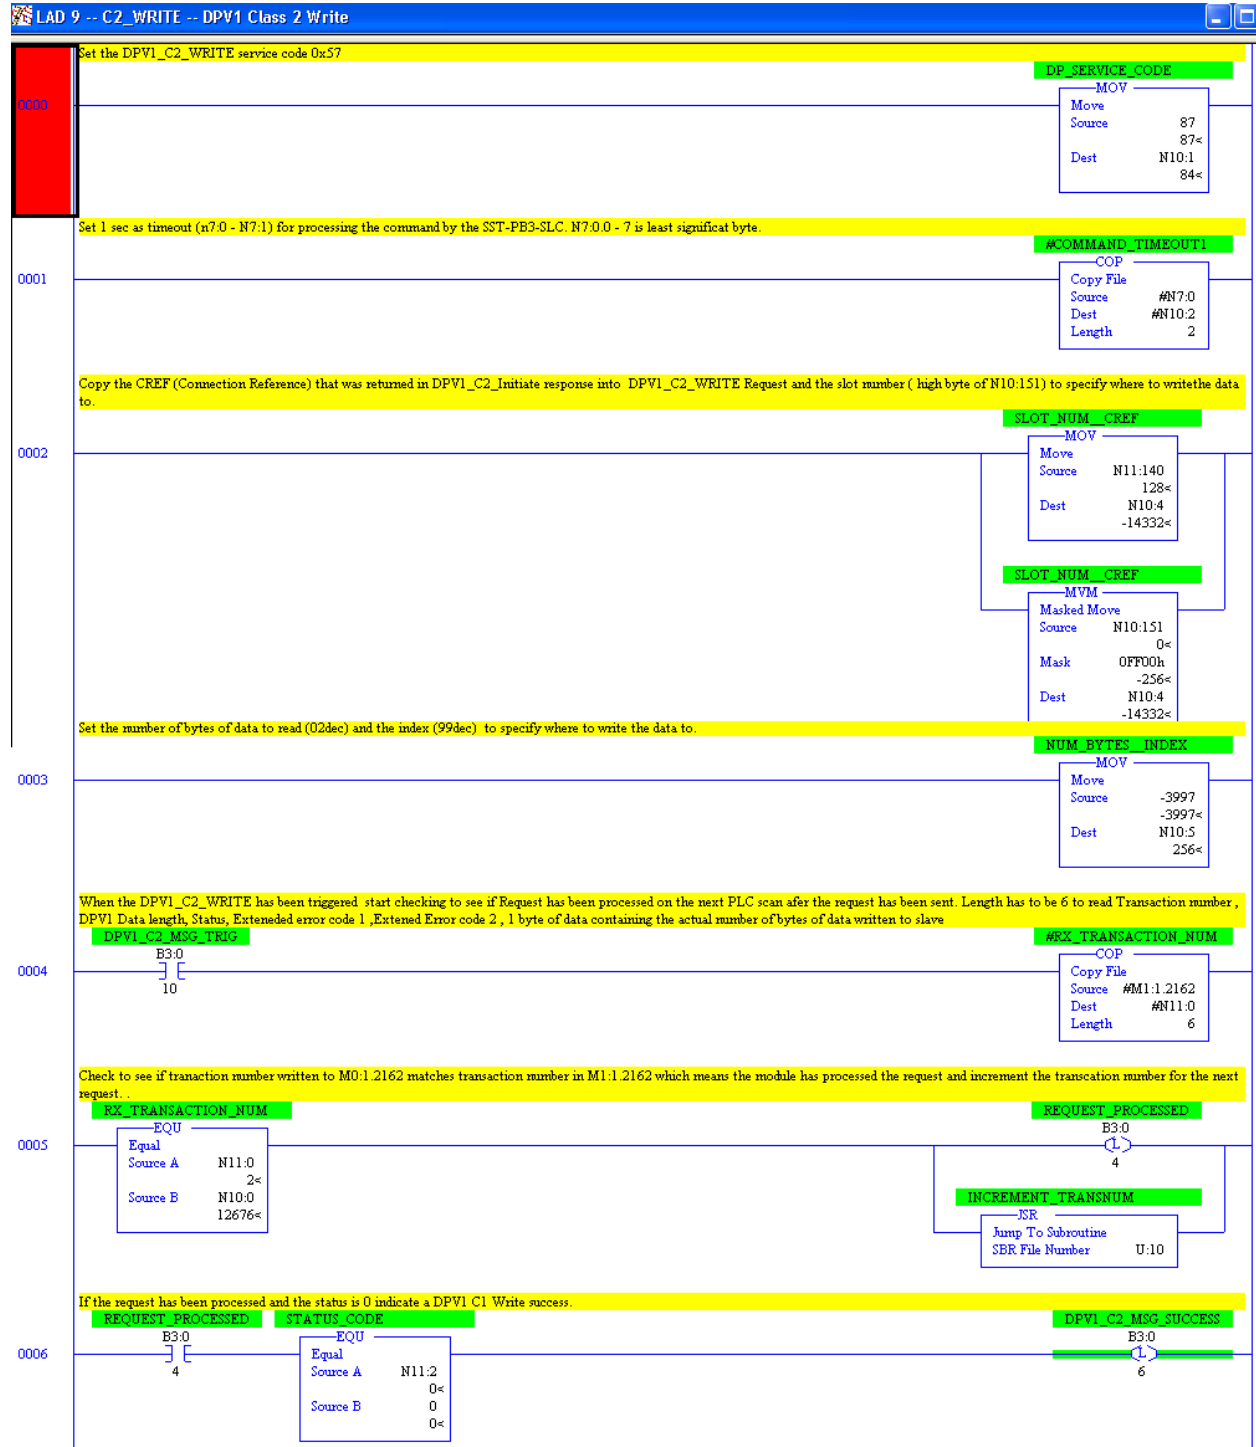 LAD 9 -- C2_WRITE -- DPV1 Class 2 Write
Set the DPV1_C2_WRITE service code 0x57
DP_SERVICE_CODE
0000
MOV
Move
Source 87
87<
Dest N10:1
84<
Set 1 sec as timeout (n7:0 - N7:1) for processing the command by the SST-PB3-SLC. N7:0.0 - 7 is least significat byte.
#COMMAND_TIMEOUT1
0001
COP
Copy File
Source #N7:0
Dest #N10:2
Length 2
Copy the CREF (Connection Reference) that was returned in DPV1_C2_Initiate response into DPV1_C2_WRITE Request and the slot number ( high byte of N10:151) to specify where to writethe data
to.
SLOT_NUM__CREF
0002
MOV
Move
Source N11:140
128<
Dest N10:4
-14332<
SLOT_NUM__CREF
MVM
Masked Move
Source N10:151
0<
Mask 0FF00h
-256<
Dest N10:4
-14332<
Set the number of bytes of data to read (02dec) and the index (99dec) to specify where to write the data to.
NUM_BYTES__INDEX
0003
MOV
Move
Source -3997
-3997<
Dest N10:5
256<
When the DPV1_C2_WRITE has been triggered start checking to see if Request has been processed on the next PLC scan afer the request has been sent. Length has to be 6 to read Transaction number ,
DPV1 Data length, Status, Exteneded error code 1 ,Extened Error code 2 , 1 byte of data containing the actual number of bytes of data written to slave
DPV1_C2_MSG_TRIG #RX_TRANSACTION_NUM
0004
B3:0
10
COP
Copy File
Source #M1:1.2162
Dest #N11:0
Length 6
Check to see if tranaction number written to M0:1.2162 matches transaction number in M1:1.2162 which means the module has processed the request and increment the transcation number for the next
request. .
RX_TRANSACTION_NUM REQUEST_PROCESSED
0005
EQU
Equal
Source A N11:0
2<
Source B N10:0
12676<
B3:0
L
4
INCREMENT_TRANSNUM
JSR
Jump To Subroutine
SBR File Number U:10
If the request has been processed and the status is 0 indicate a DPV1 C1 Write success.
REQUEST_PROCESSED STATUS_CODE DPV1_C2_MSG_SUCCESS
0006
B3:0
4
EQU
Equal
Source A N11:2
0<
Source B 0
0<
B3:0
L
6